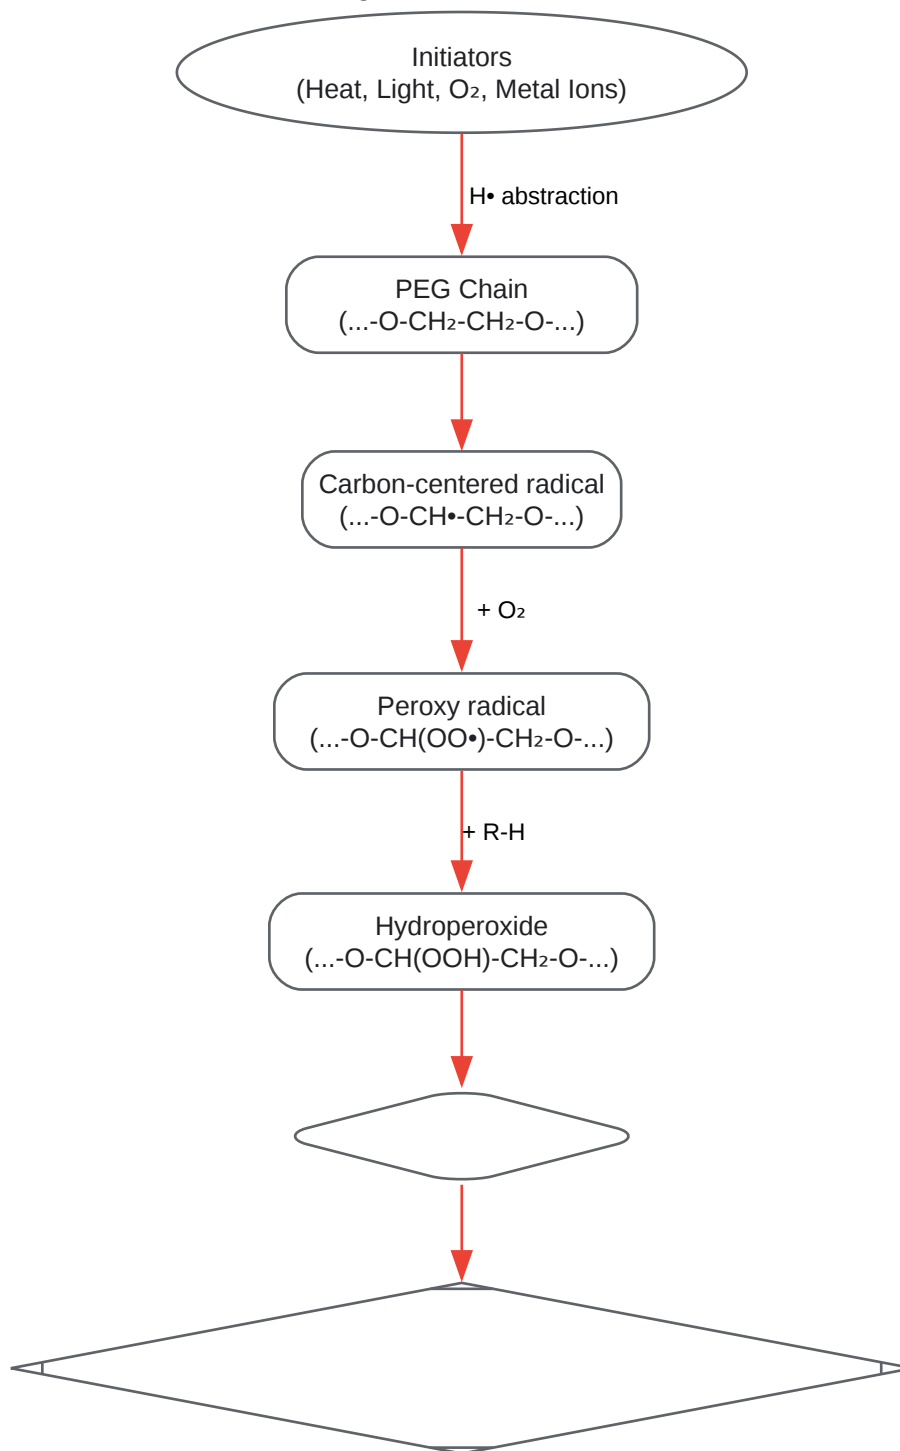 Initiators
(Heat, Light, O₂, Metal Ions)
H• abstraction
PEG Chain
(...-O-CH₂-CH₂-O-...)
Carbon-centered radical
(...-O-CH•-CH₂-O-...)
+ O₂
Peroxy radical
(...-O-CH(OO•)-CH₂-O-...)
+ R-H
Hydroperoxide
(...-O-CH(OOH)-CH₂-O-...)